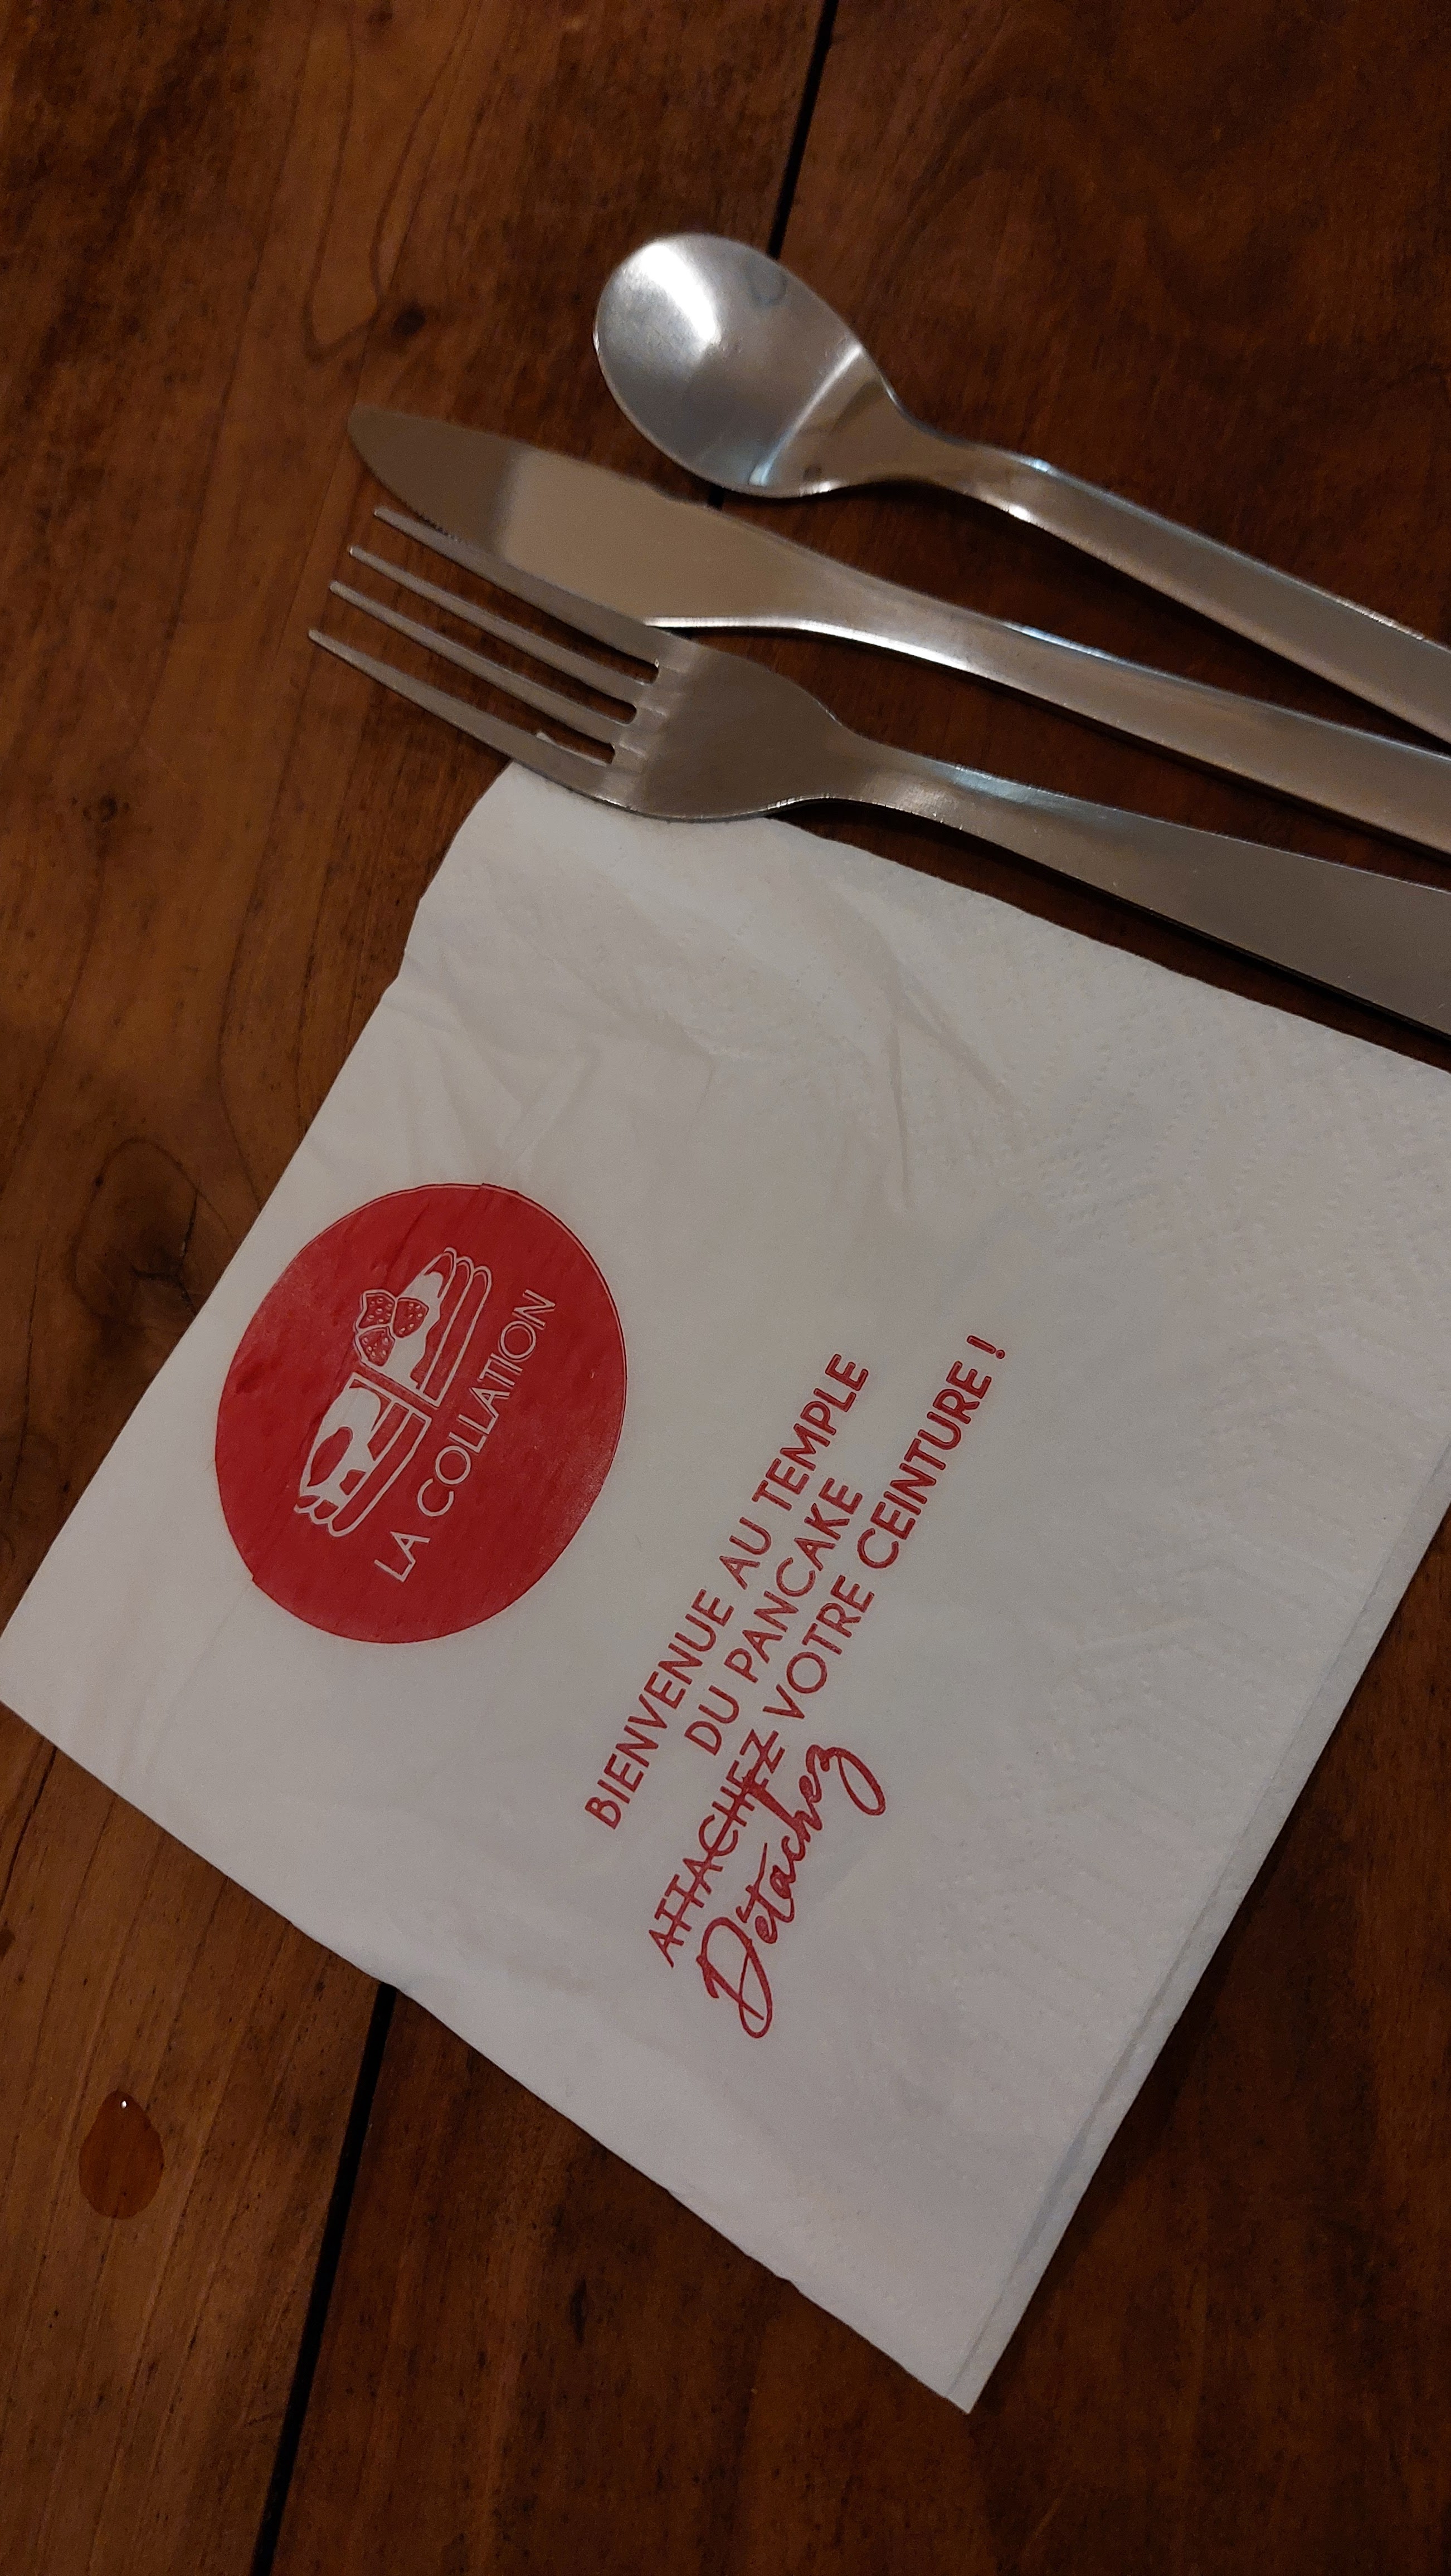 LA COLLATION
BIENVENUE AU TEMPLE
DU PANCAKE
ATTACHEZ VOTRE CEINTURE !
Détachez